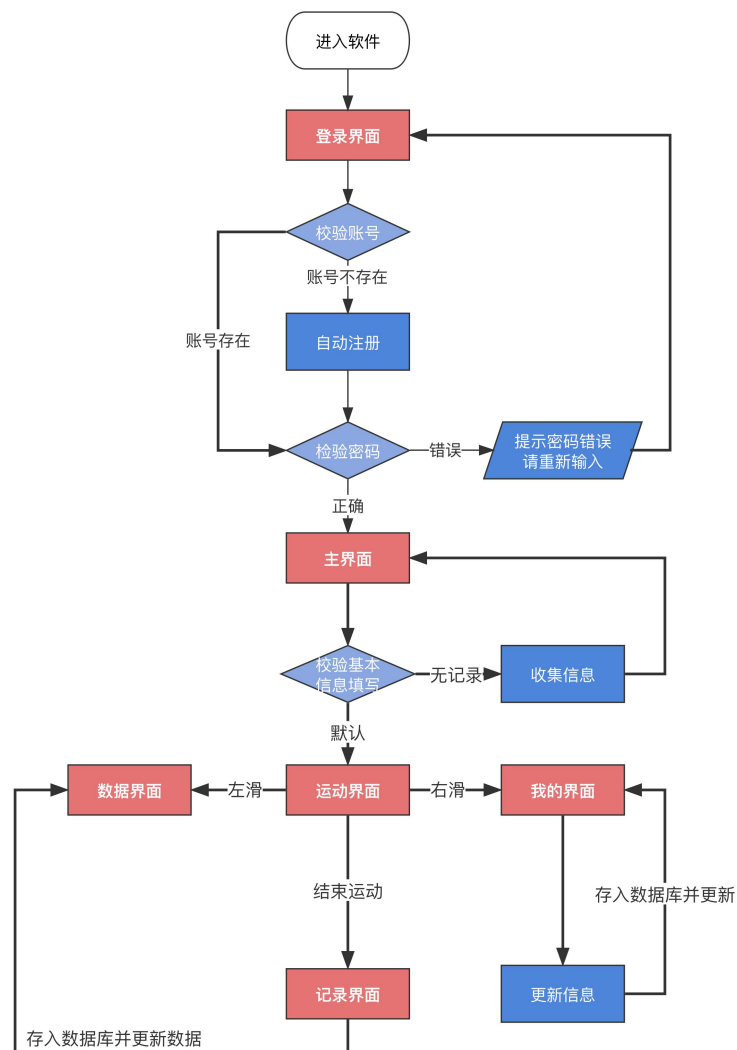 进入软件
登录界面
校验账号
账号不存在
账号存在
自动注册
检验密码
错误
提示密码错误
请重新输入
正确
主界面
校验基本
信息填写
无记录
收集信息
默认
数据界面
左滑
运动界面
右滑
我的界面
结束运动
存入数据库并更新
记录界面
更新信息
存入数据库并更新数据